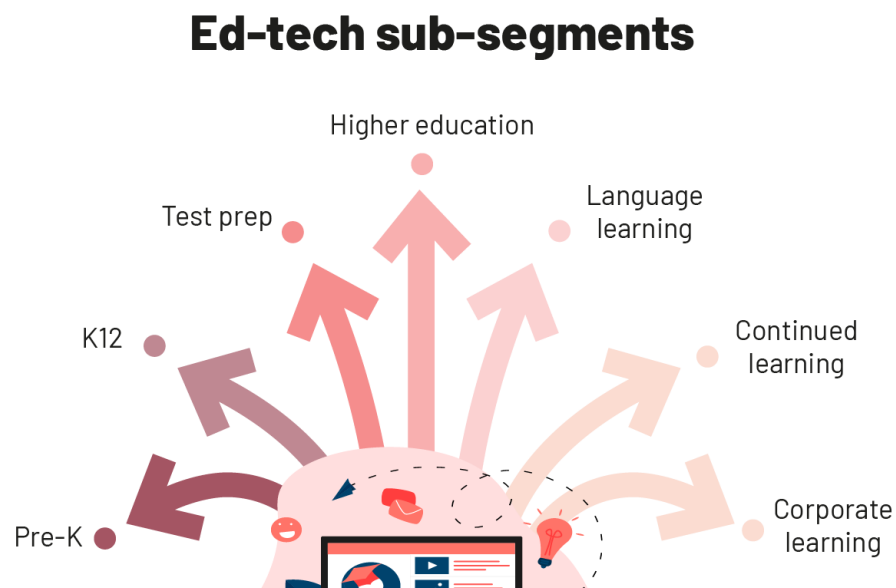 Ed-tech sub-segments
Higher education
Test prep
Language
learning
K12
Continued
learning
Pre-K
Corporate
learning